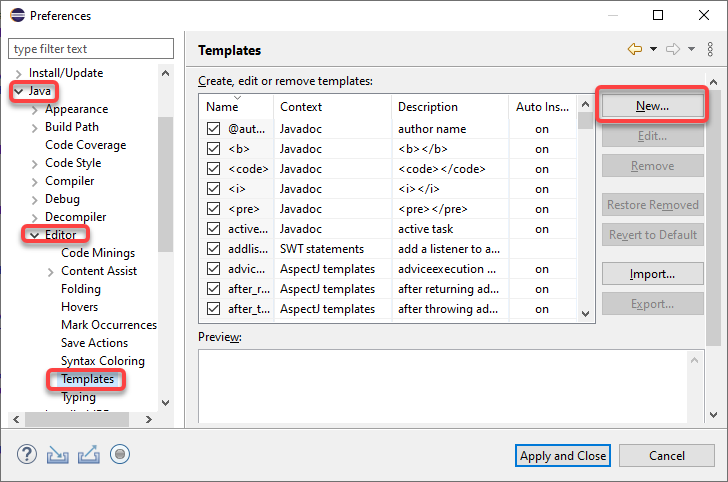 Preferences
type filter text
Install/Update
Java
Appearance
Build Path
Code Coverage
Code Style
Compiler
Debug
Decompiler
Editor
Code Minings
Content Assist
Folding
Hovers
Mark Occurrences
Save Actions
Syntax Coloring
Templates
Typing
Templates
Create, edit or remove templates:
Name Context Description Auto Ins...
@aut... Javadoc author name on
<b> Javadoc <b></b> on
<code> Javadoc <code></code> on
<i> Javadoc <i></i> on
<pre> Javadoc <pre></pre> on
active... Javadoc active task on
addlis... SWT statements add a listener to a...
advic... AspectJ templates adviceexecution ... on
after_r... AspectJ templates after returning ad... on
after_t... AspectJ templates after throwing ad... on
New...
Edit...
Remove
Restore Removed
Revert to Default
Import...
Export...
Preview:
?
Apply and Close
Cancel